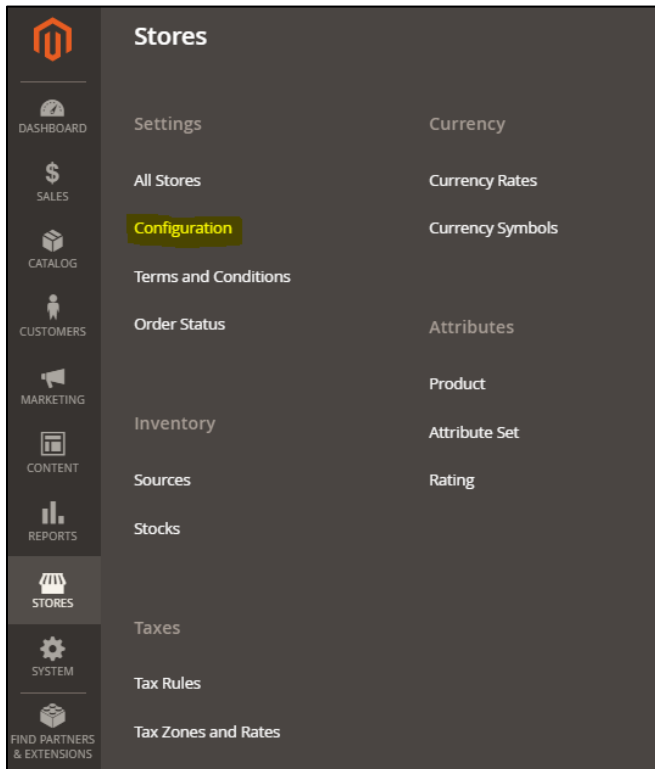 DASHBOARD
SALES
CATALOG
CUSTOMERS
MARKETING
CONTENT
REPORTS
STORES
SYSTEM
FIND PARTNERS
& EXTENSIONS
Stores
Settings
All Stores
Configuration
Terms and Conditions
Order Status
Inventory
Sources
Stocks
Taxes
Tax Rules
Tax Zones and Rates
Currency
Currency Rates
Currency Symbols
Attributes
Product
Attribute Set
Rating